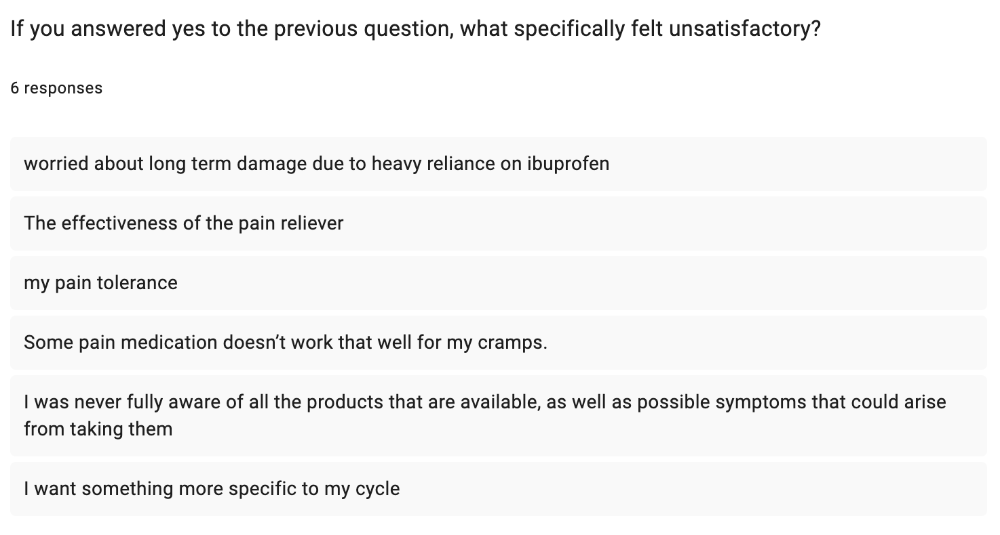 If you answered yes to the previous question, what specifically felt unsatisfactory?
6 responses
worried about long term damage due to heavy reliance on ibuprofen
The effectiveness of the pain reliever
my pain tolerance
Some pain medication doesn’t work that well for my cramps.
I was never fully aware of all the products that are available, as well as possible symptoms that could arise
from taking them
I want something more specific to my cycle